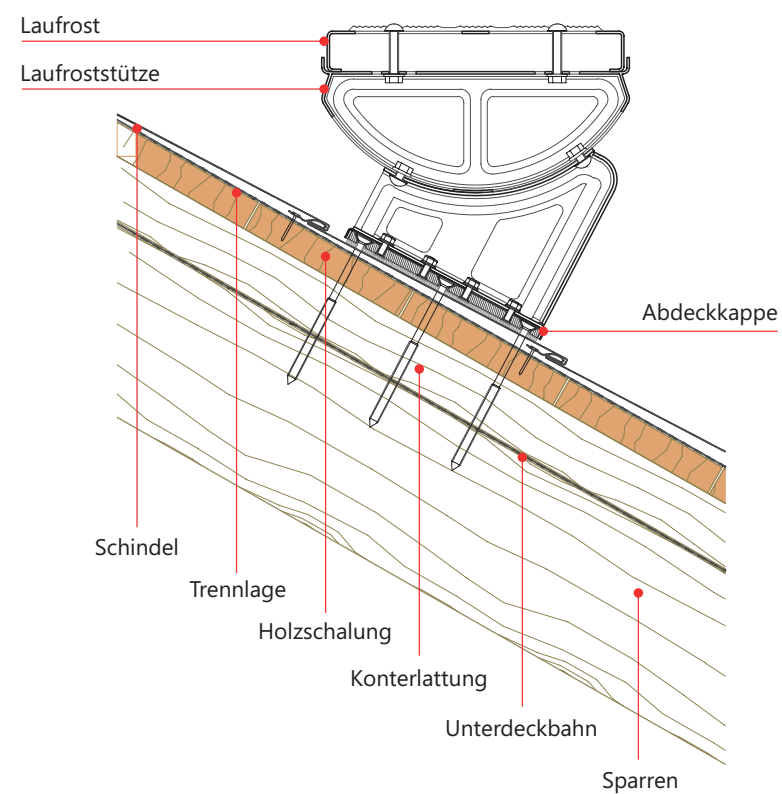 Laufrost
Laufroststütze
Abdeckkappe
Schindel
Trennlage
Holzschalung
Konterlattung
Unterdeckbahn
Sparren